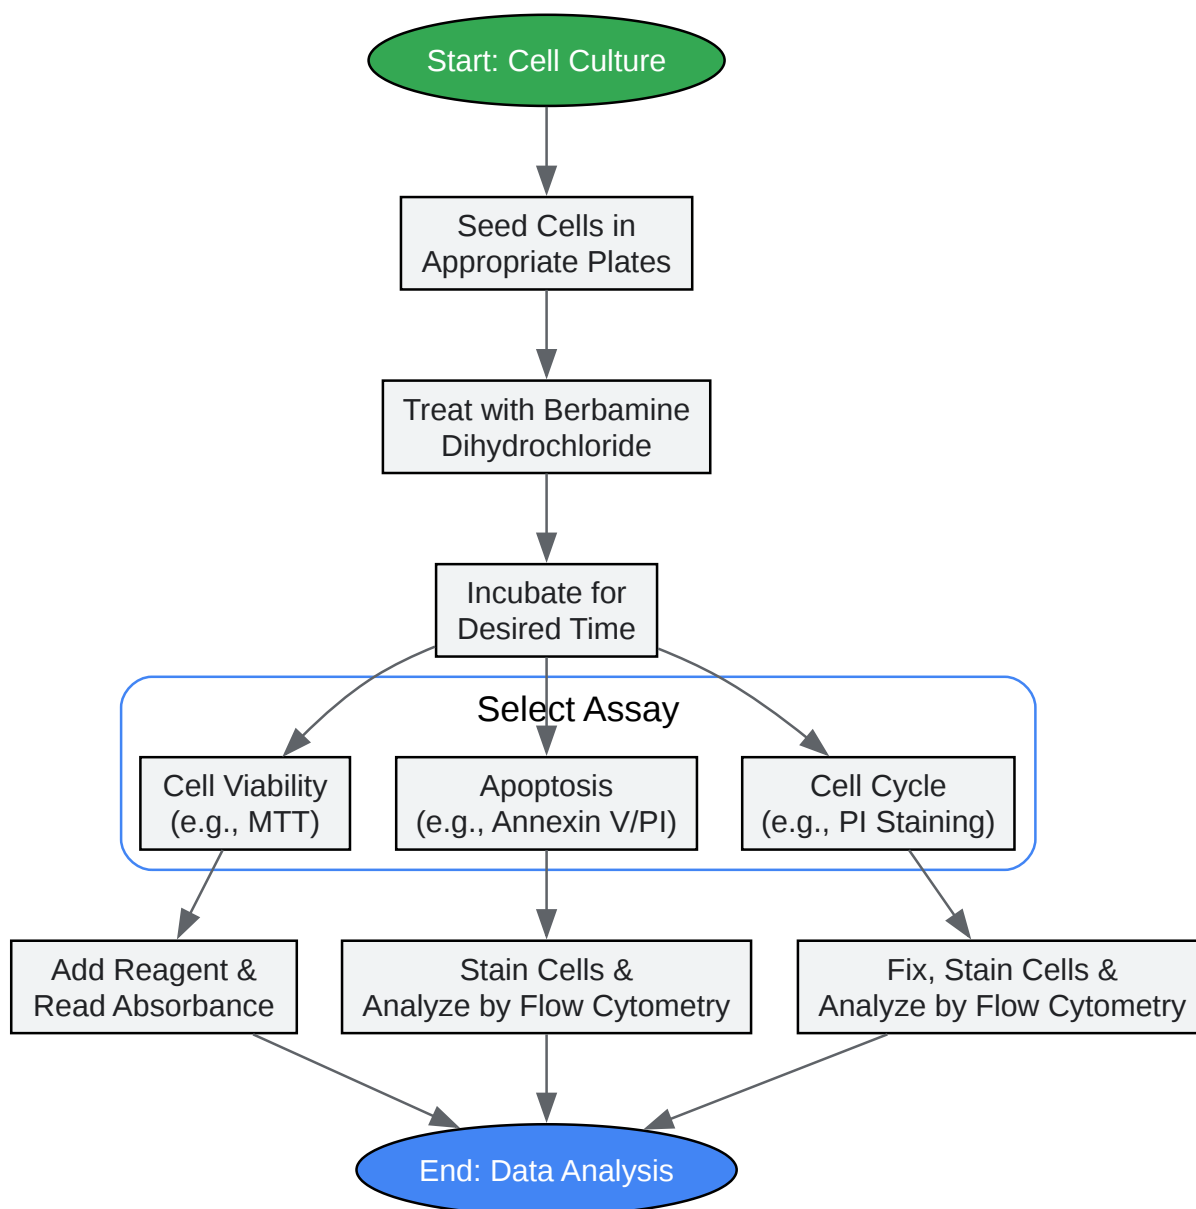 Start: Cell Culture
Seed Cells in
Appropriate Plates
Treat with Berbamine
Dihydrochloride
Incubate for
Desired Time
Select Assay
Cell Viability
(e.g., MTT)
Apoptosis
(e.g., Annexin V/PI)
Cell Cycle
(e.g., PI Staining)
Add Reagent &
Read Absorbance
Stain Cells &
Analyze by Flow Cytometry
Fix, Stain Cells &
Analyze by Flow Cytometry
End: Data Analysis